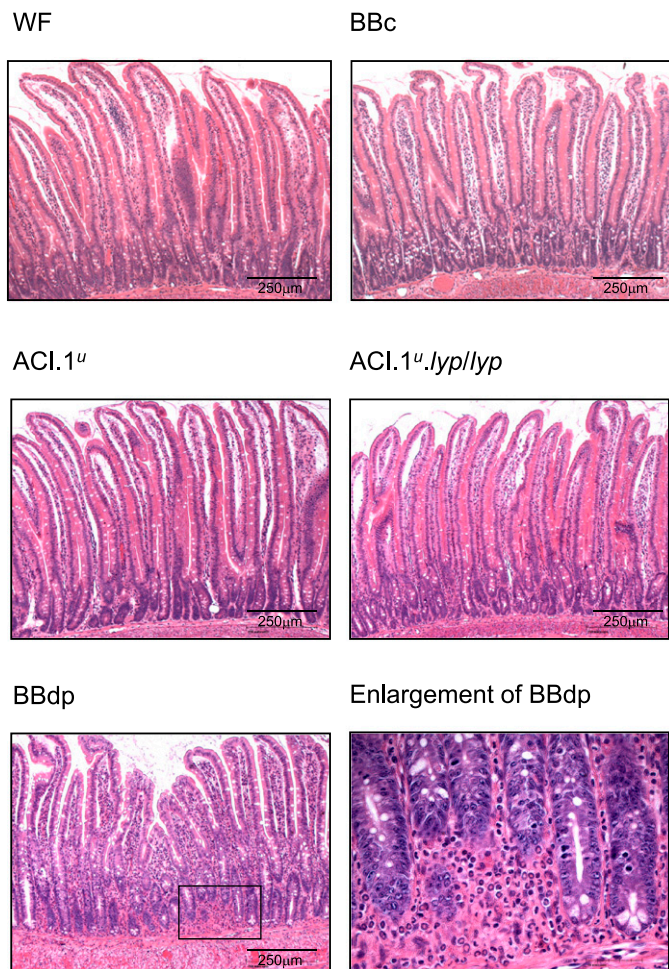 WF
BBc
250μm
250μm
ACI.1ᵘ
ACI.1ᵘ.lyp/lyp
250μm
250μm
BBdp
Enlargement of BBdp
250μm